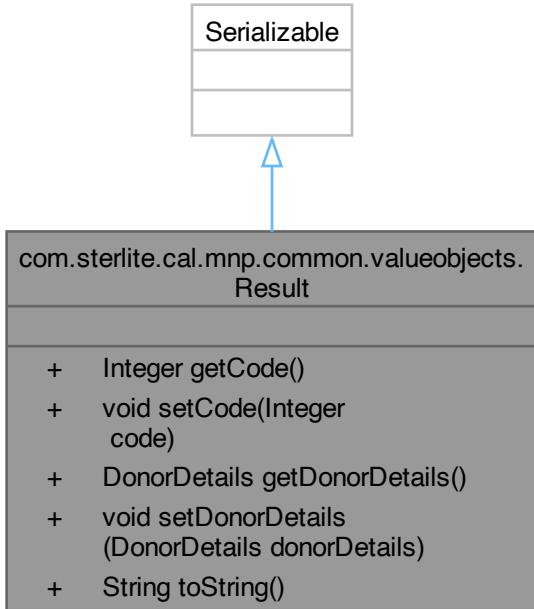 Serializable
com.sterlite.cal.mnp.common.valueobjects.
Result
+ Integer getCode()
+ void setCode(Integer
code)
+ DonorDetails getDonorDetails()
+ void setDonorDetails
(DonorDetails donorDetails)
+ String toString()